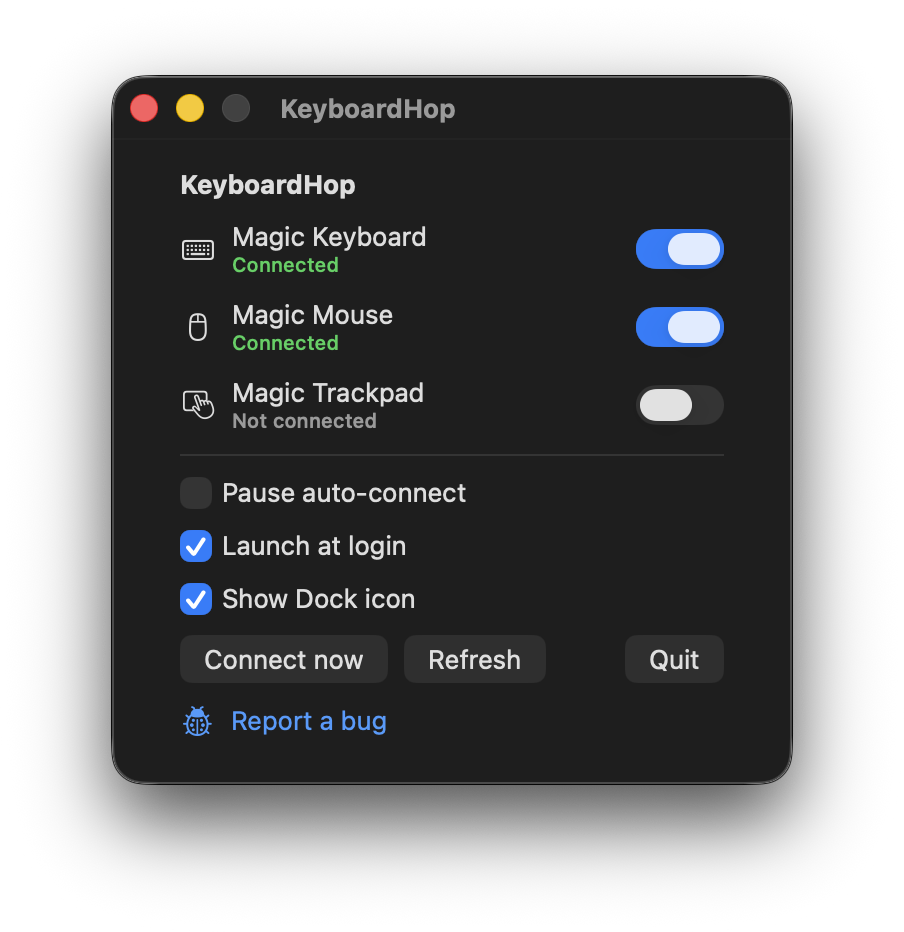 KeyboardHop
KeyboardHop
Magic Keyboard
Connected
Magic Mouse
Connected
Magic Trackpad
Not connected
Pause auto-connect
Launch at login
Show Dock icon
Connect now Refresh Quit
Report a bug